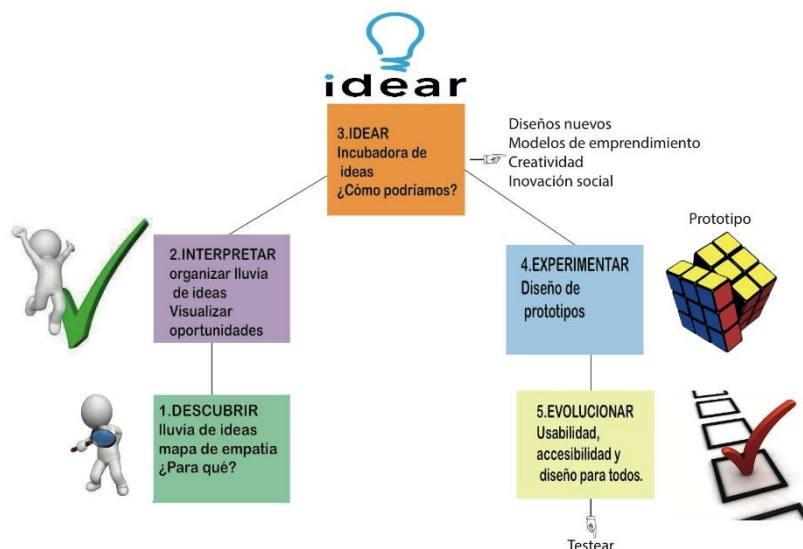 idear
3.IDEAR
Incubadora de
ideas
¿Cómo podríamos?
Diseños nuevos
Modelos de emprendimiento
Creatividad
Inovación social
2.INTERPRETAR
organizar lluvia
de ideas
Visualizar
oportunidades
1.DESCUBRIR
lluvia de ideas
mapa de empatia
¿Para qué?
Prototipo
4.EXPERIMENTAR
Diseño de
prototipos
5.EVOLUCIONAR
Usabilidad,
accesibilidad y
diseño para todos.
Testear